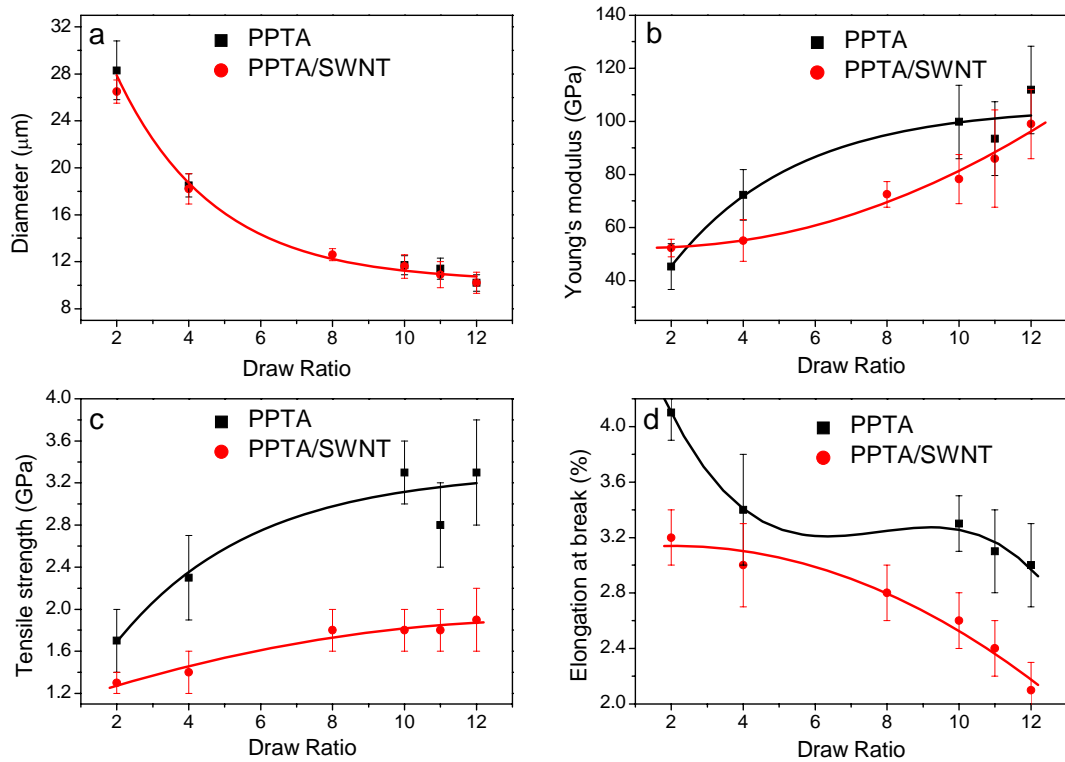 a
PPTA
PPTA/SWNT
32
28
24
20
16
12
8
Diameter (μm)
2 4 6 8 10 12
Draw Ratio
b
PPTA
PPTA/SWNT
140
120
100
80
60
40
Young's modulus (GPa)
2 4 6 8 10 12
Draw Ratio
c
PPTA
PPTA/SWNT
4.0
3.6
3.2
2.8
2.4
2.0
1.6
1.2
Tensile strength (GPa)
2 4 6 8 10 12
Draw Ratio
d
PPTA
PPTA/SWNT
4.2
3.6
3.0
2.4
2.0
Elongation at break (%)
2 4 6 8 10 12
Draw Ratio